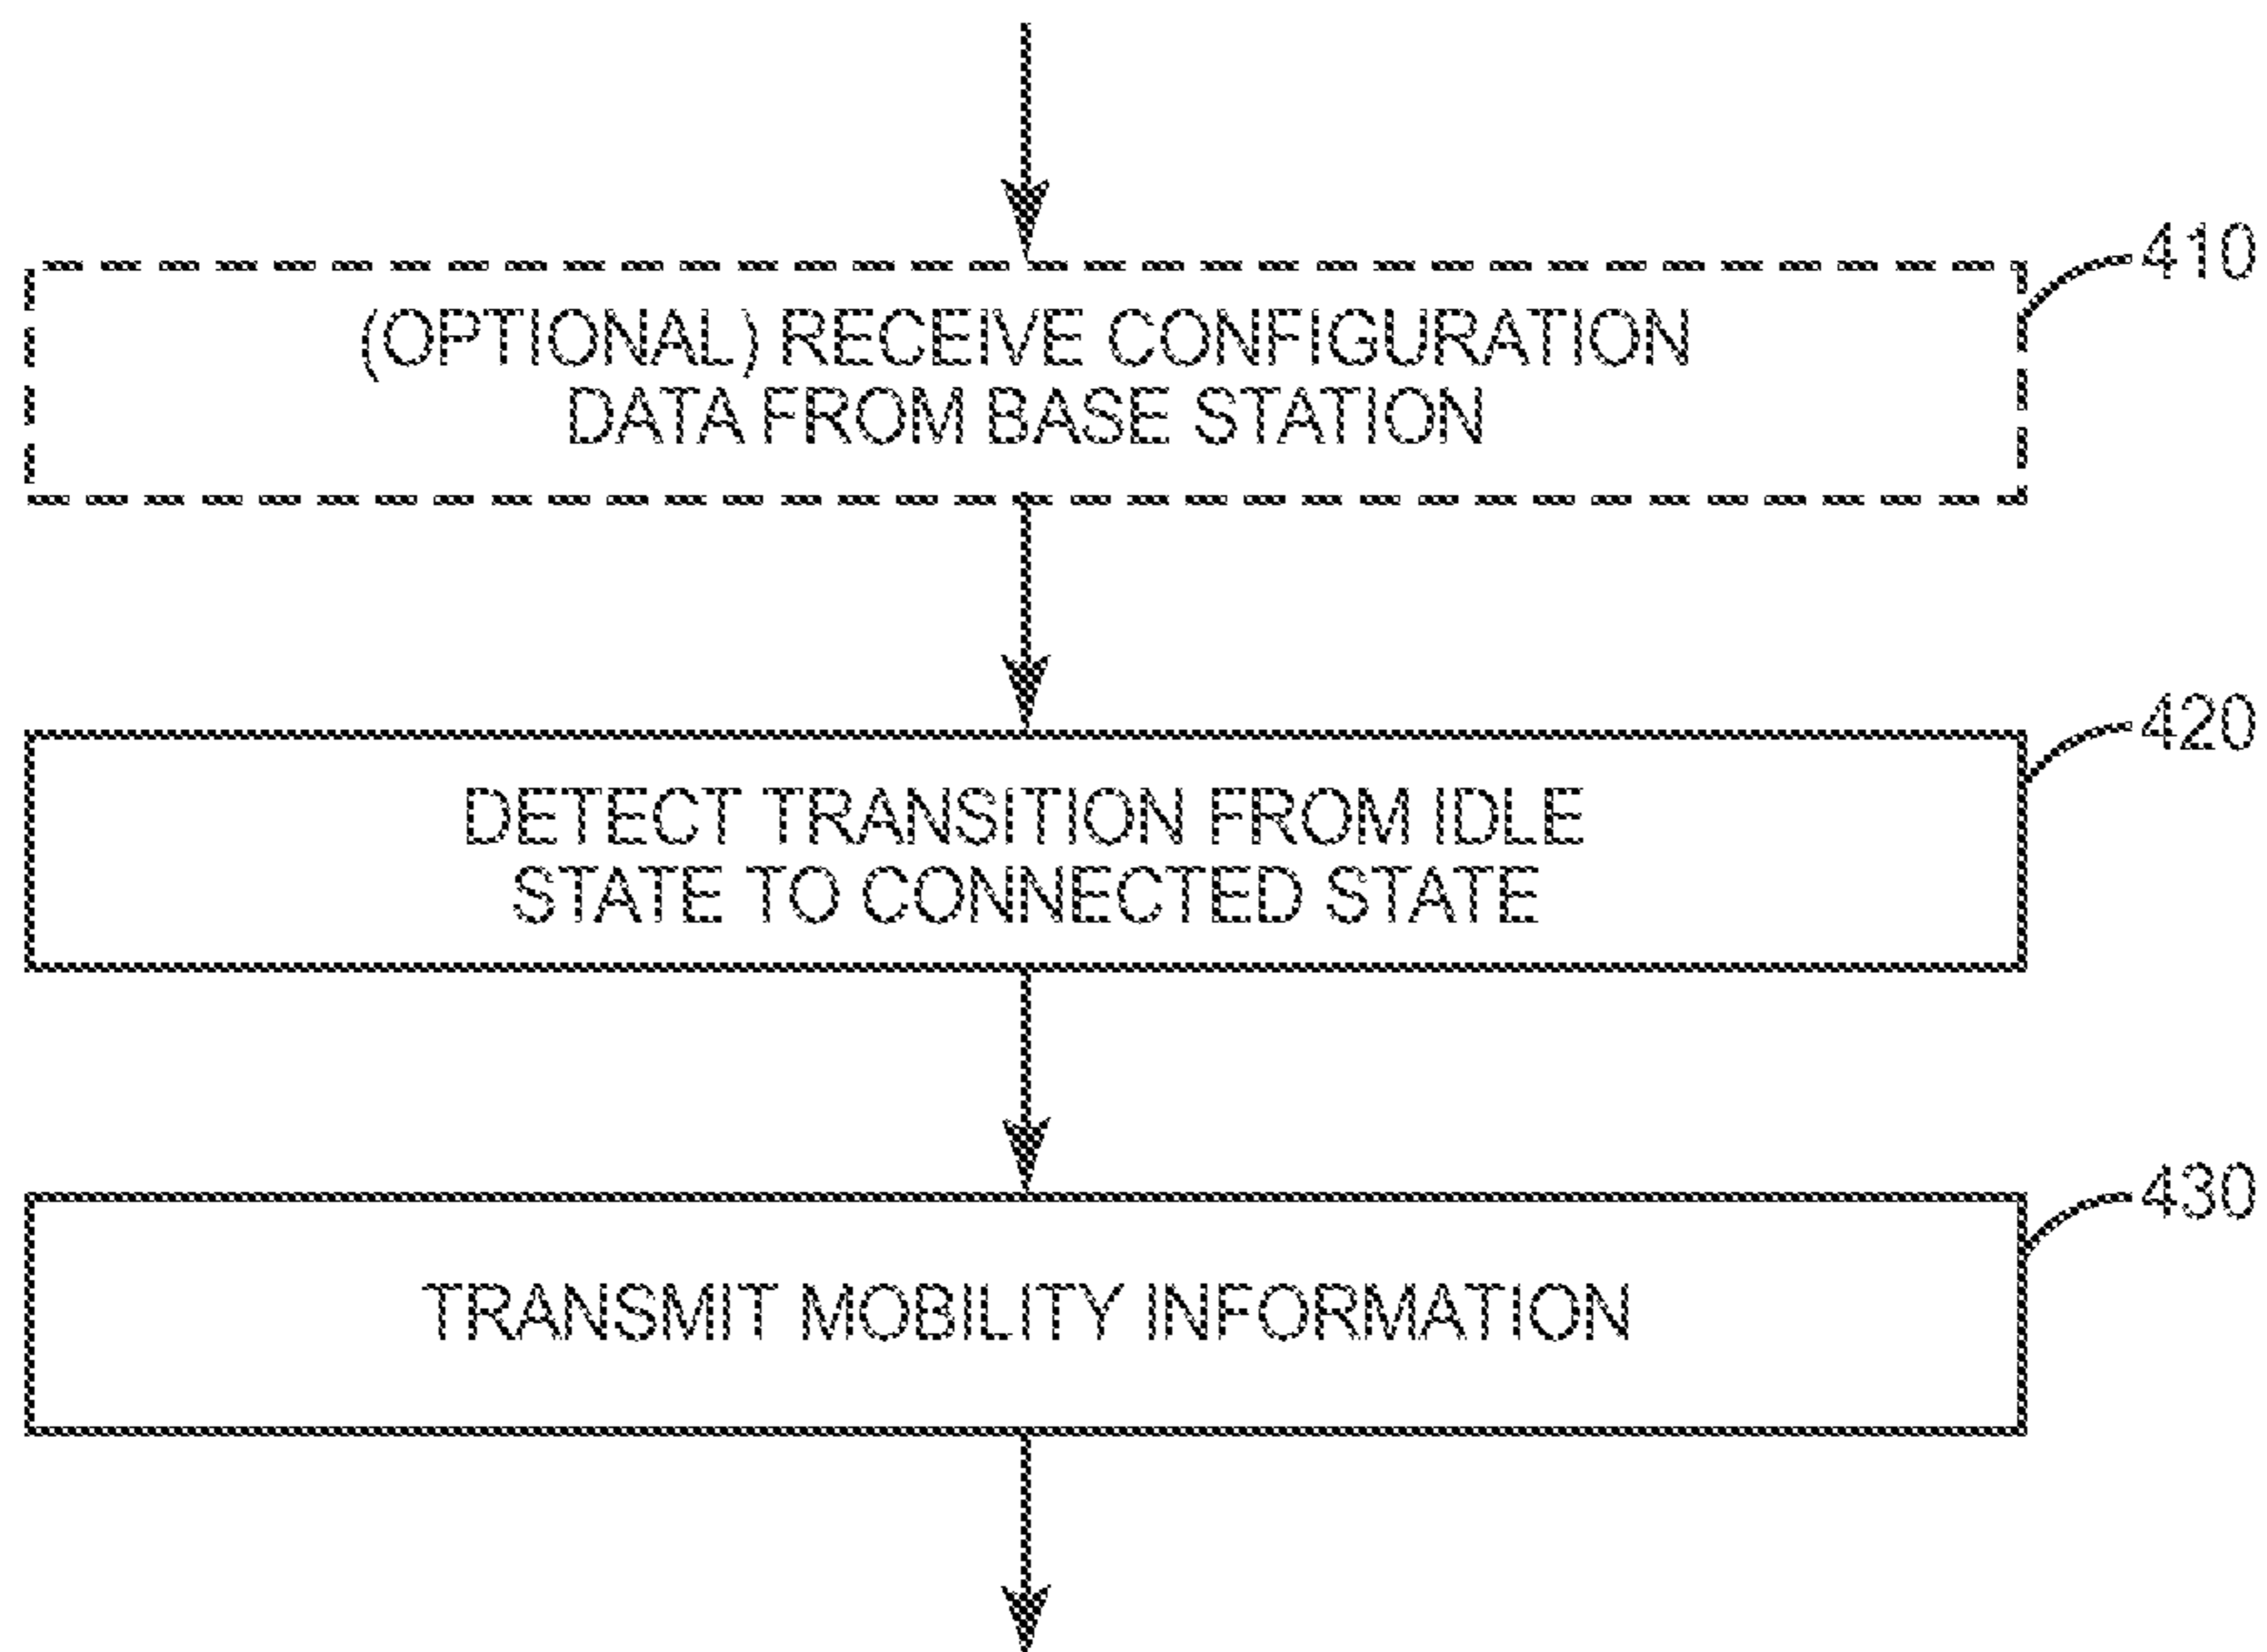 410
(OPTIONAL) RECEIVE CONFIGURATION
DATA FROM BASE STATION
420
DETECT TRANSITION FROM IDLE
STATE TO CONNECTED STATE
430
TRANSMIT MOBILITY INFORMATION